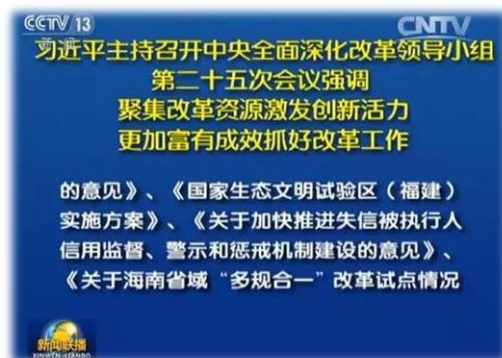 CCTV 13
CNTV
习近平主持召开中央全面深化改革领导小组
第二十五次会议强调
聚集改革资源激发创新活力
更加富有成效抓好改革工作
的意见》、《国家生态文明试验区（福建）
实施方案》、《关于加快推进失信被执行人
信用监督、警示和惩戒机制建设的意见》、
《关于海南省域“多规合一”改革试点情况
新闻联播
XINWEN LIANBO